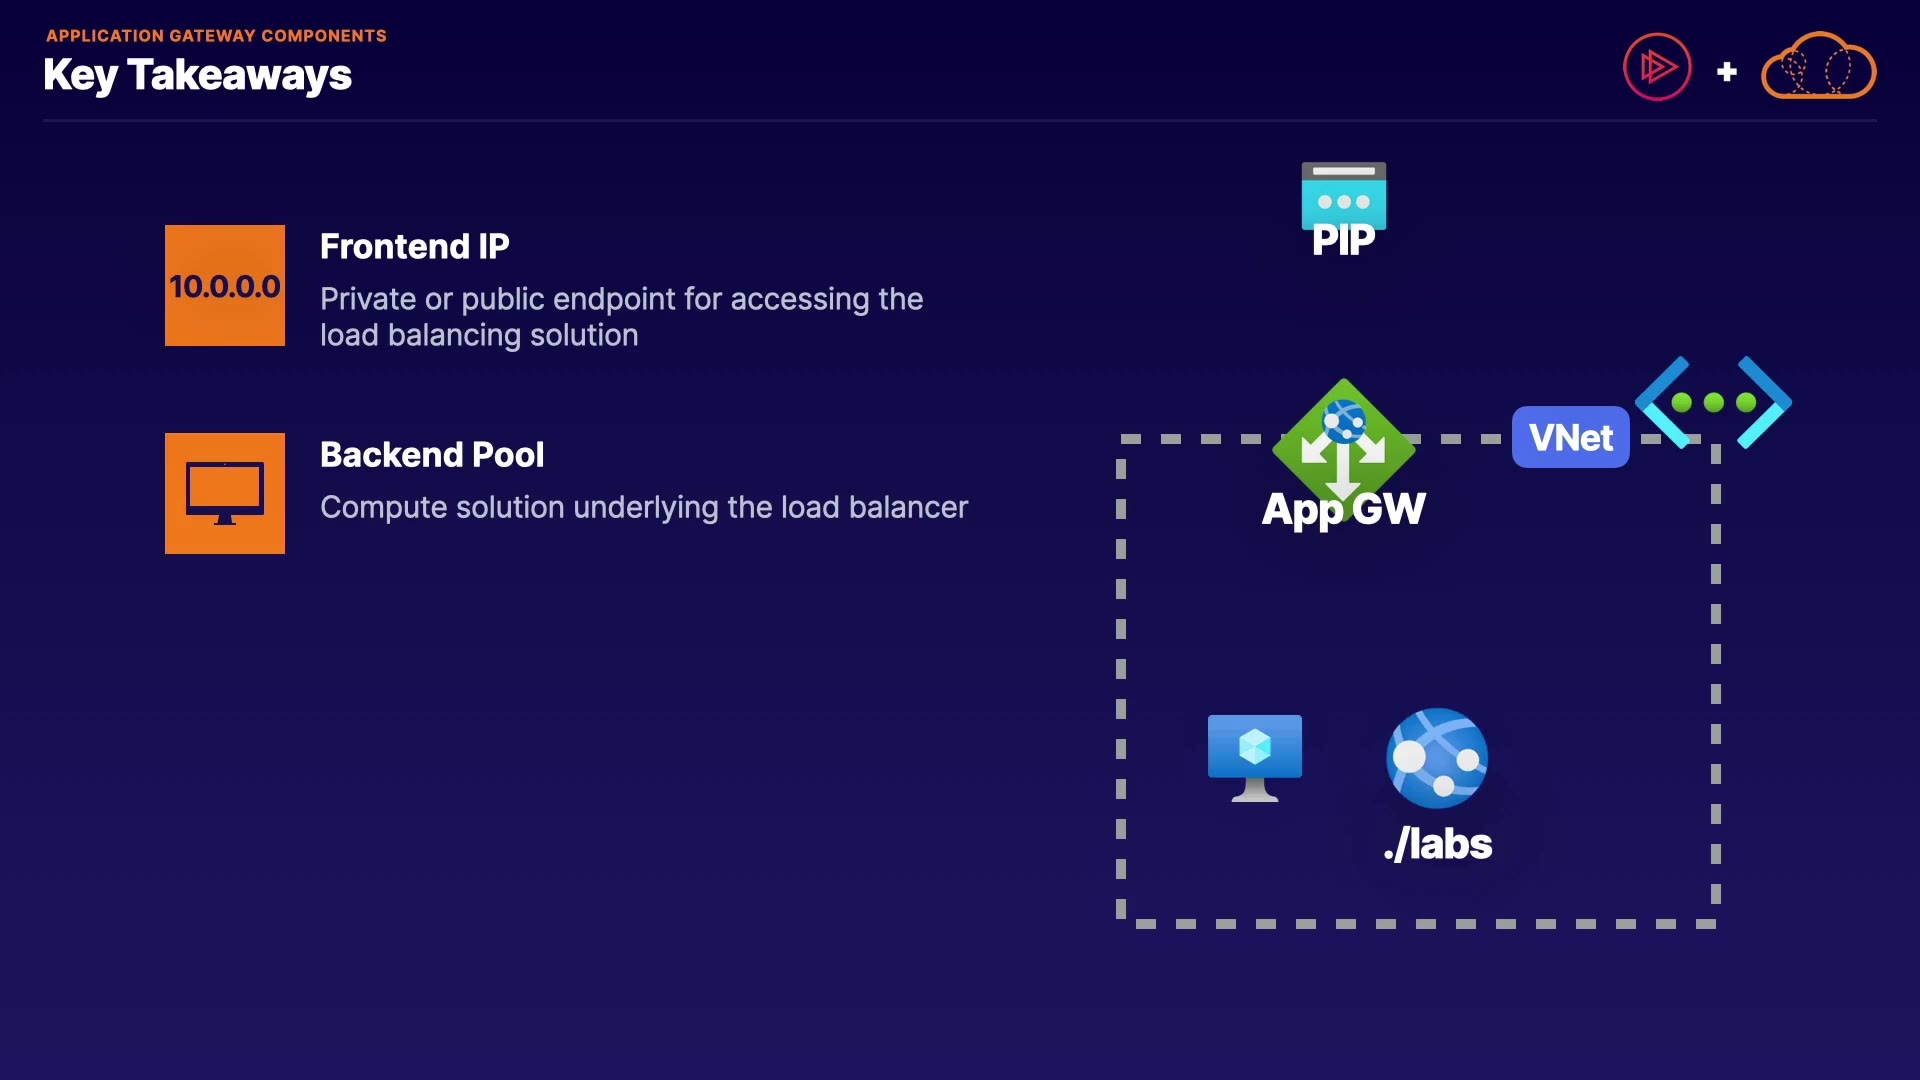 APPLICATION GATEWAY COMPONENTS
Key Takeaways
10.0.0.0
Frontend IP
Private or public endpoint for accessing the
load balancing solution
Backend Pool
Compute solution underlying the load balancer
PIP
VNet
App GW
./labs